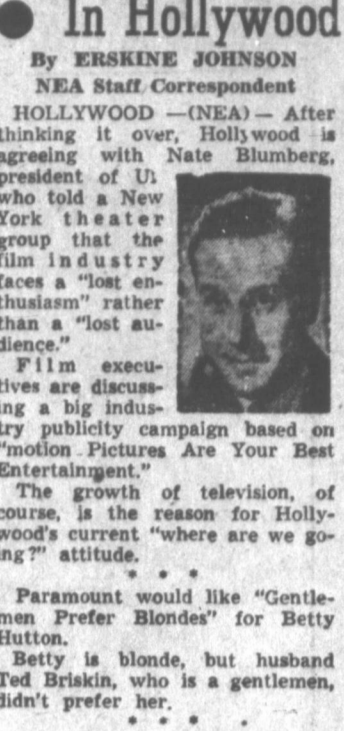 ● In Hollywood
By ERSKINE JOHNSON
NEA Staff Correspondent
HOLLYWOOD —(NEA)— After
thinking it over, Hollywood is
agreeing with Nate Blumberg,
president of UI
who told a New
York theater
group that the
film industry
faces a "lost en-
thusiasm" rather
than a "lost au-
dience."
Film execu-
tives are discuss-
ing a big indus-
try publicity campaign based on
"motion Pictures Are Your Best
Entertainment."
The growth of television, of
course, is the reason for Holly-
wood's current "where are we go-
ing?" attitude.
* * *
Paramount would like "Gentle-
men Prefer Blondes" for Betty
Hutton.
Betty is blonde, but husband
Ted Briskin, who is a gentlemen,
didn't prefer her.
* * *